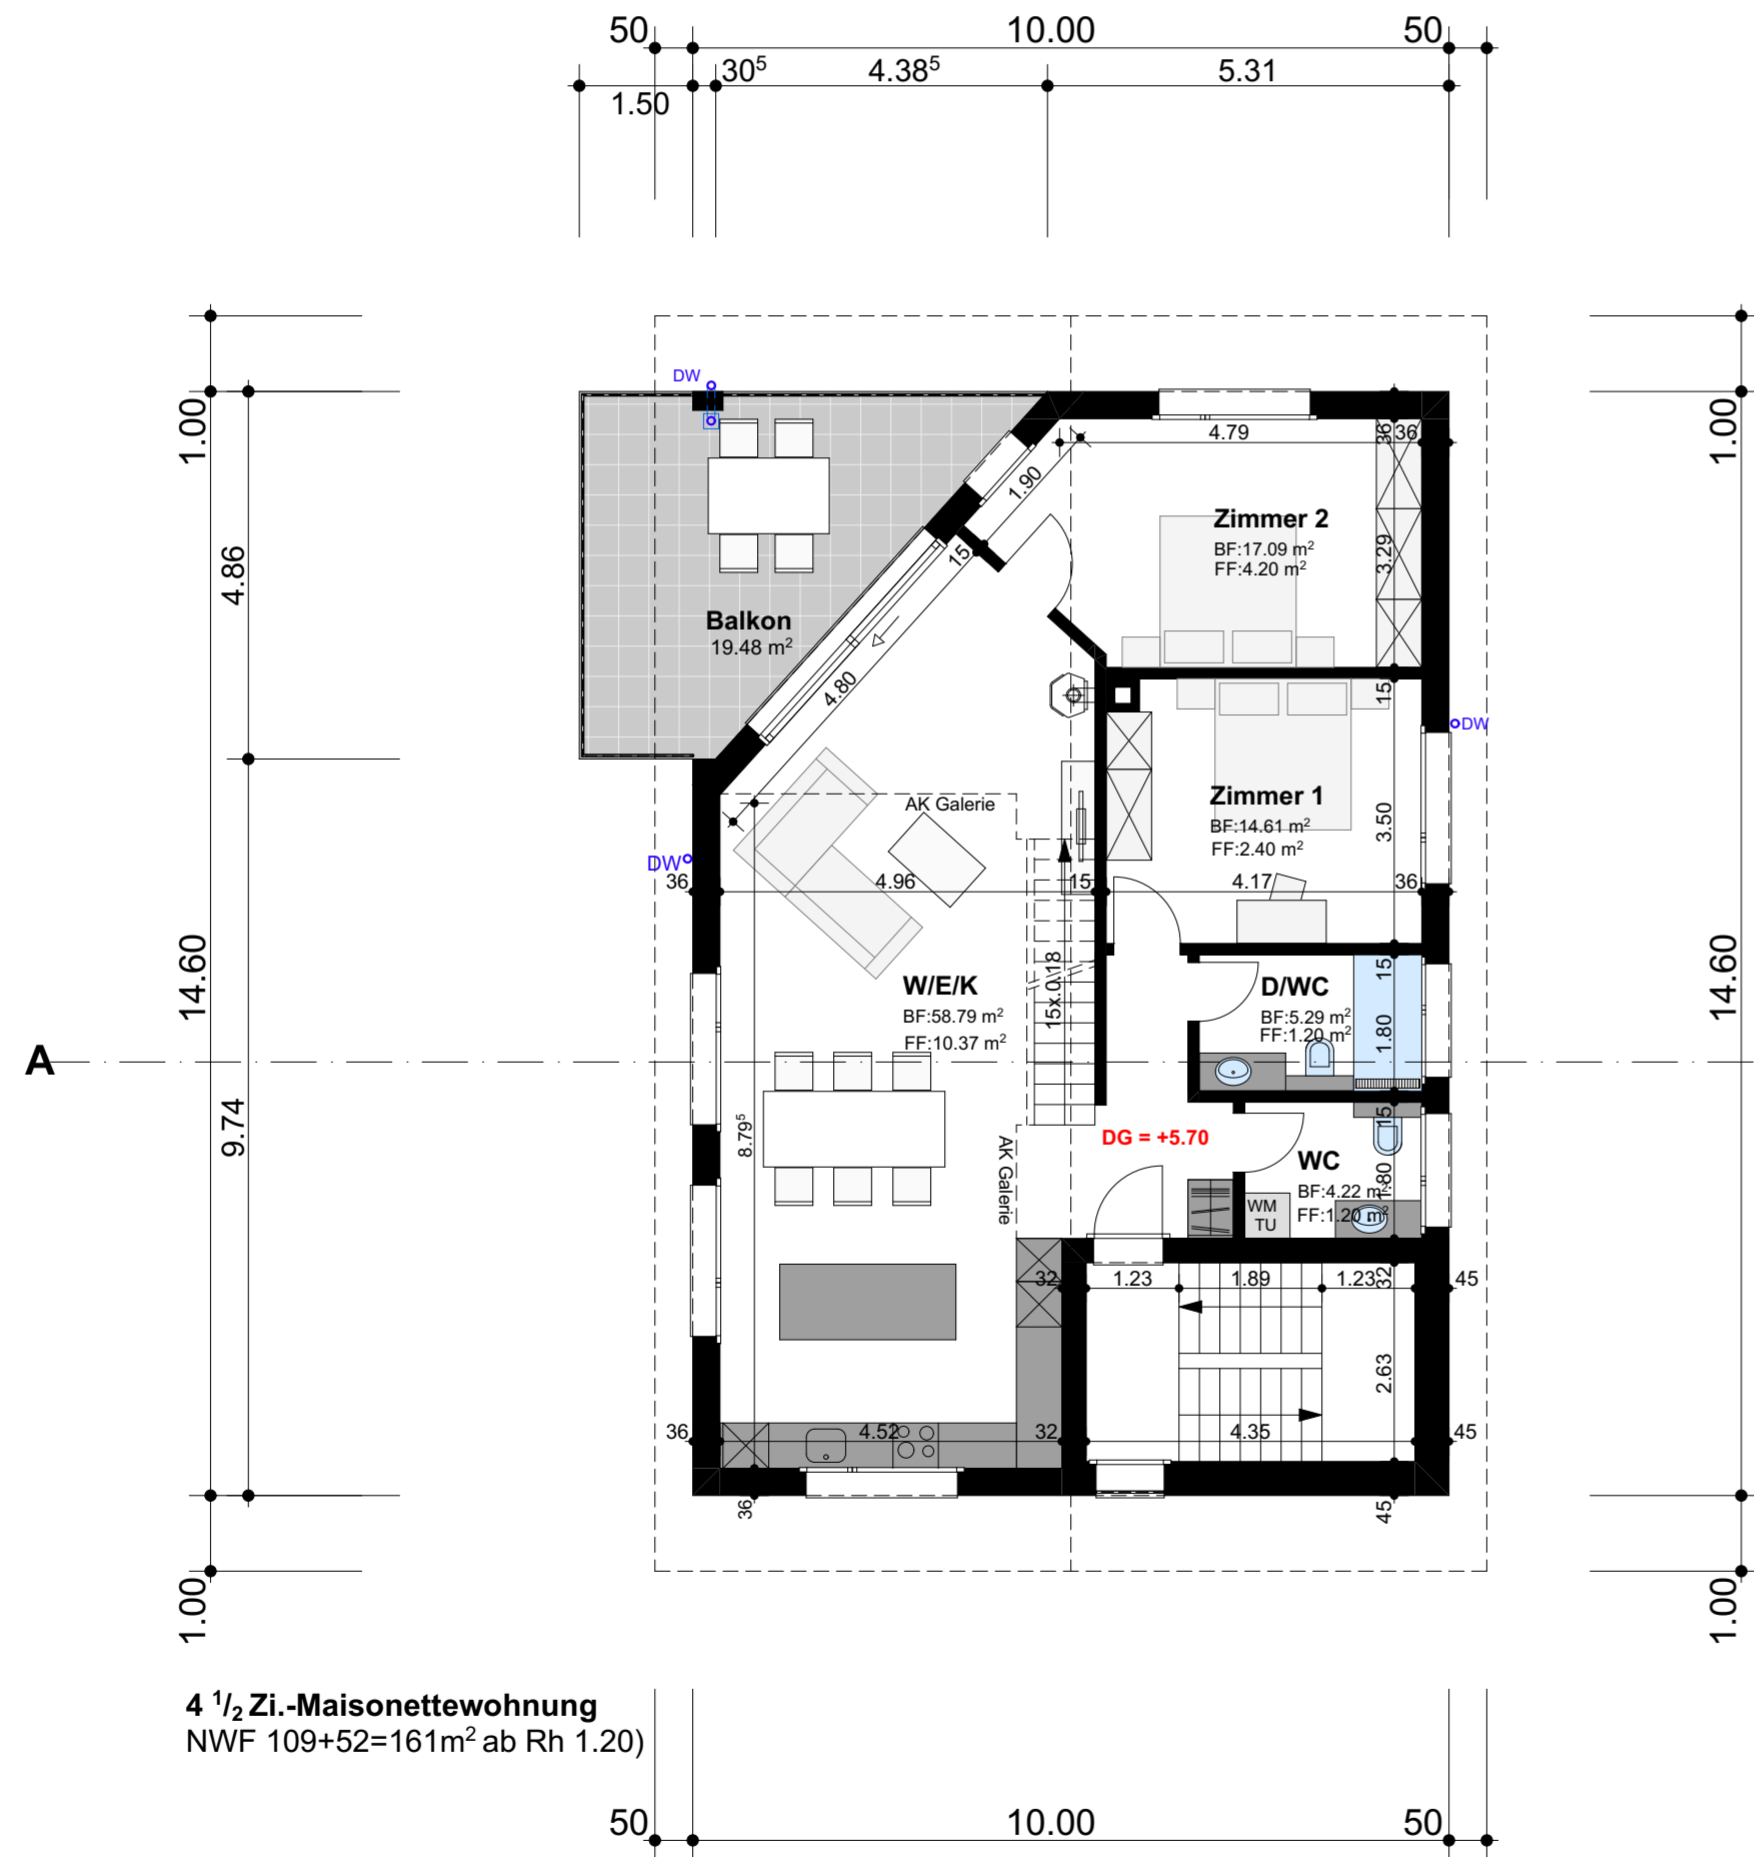 50 10.00 50
30⁵ 4.38⁵ 5.31
1.50
DW
1.00
1.00
4.79
36
36
1.90
Zimmer 2
BF:17.09 m²
FF:4.20 m²
3.29
15
4.86
Balkon
19.48 m²
4.80
15
DW
Zimmer 1
BF:14.61 m²
FF:2.40 m²
3.50
AK Galerie
DW
36 4.96 15 4.17 36
14.60
14.60
W/E/K
BF:58.79 m²
FF:10.37 m²
15x.0.18
15
D/WC
BF:5.29 m²
FF:1.20 m²
1.80
A
9.74
8.79⁵
15
DG = +5.70
AK Galerie
WC
BF:4.22 m²
FF:1.20 m²
1.80
WM
TU
32 1.23 1.89 1.23 32 45
2.63
36 4.52 32 4.35 45
36
45
1.00
1.00
4 ¹/₂ Zi.-Maisonettewohnung
NWF 109+52=161m² ab Rh 1.20)
50 10.00 50